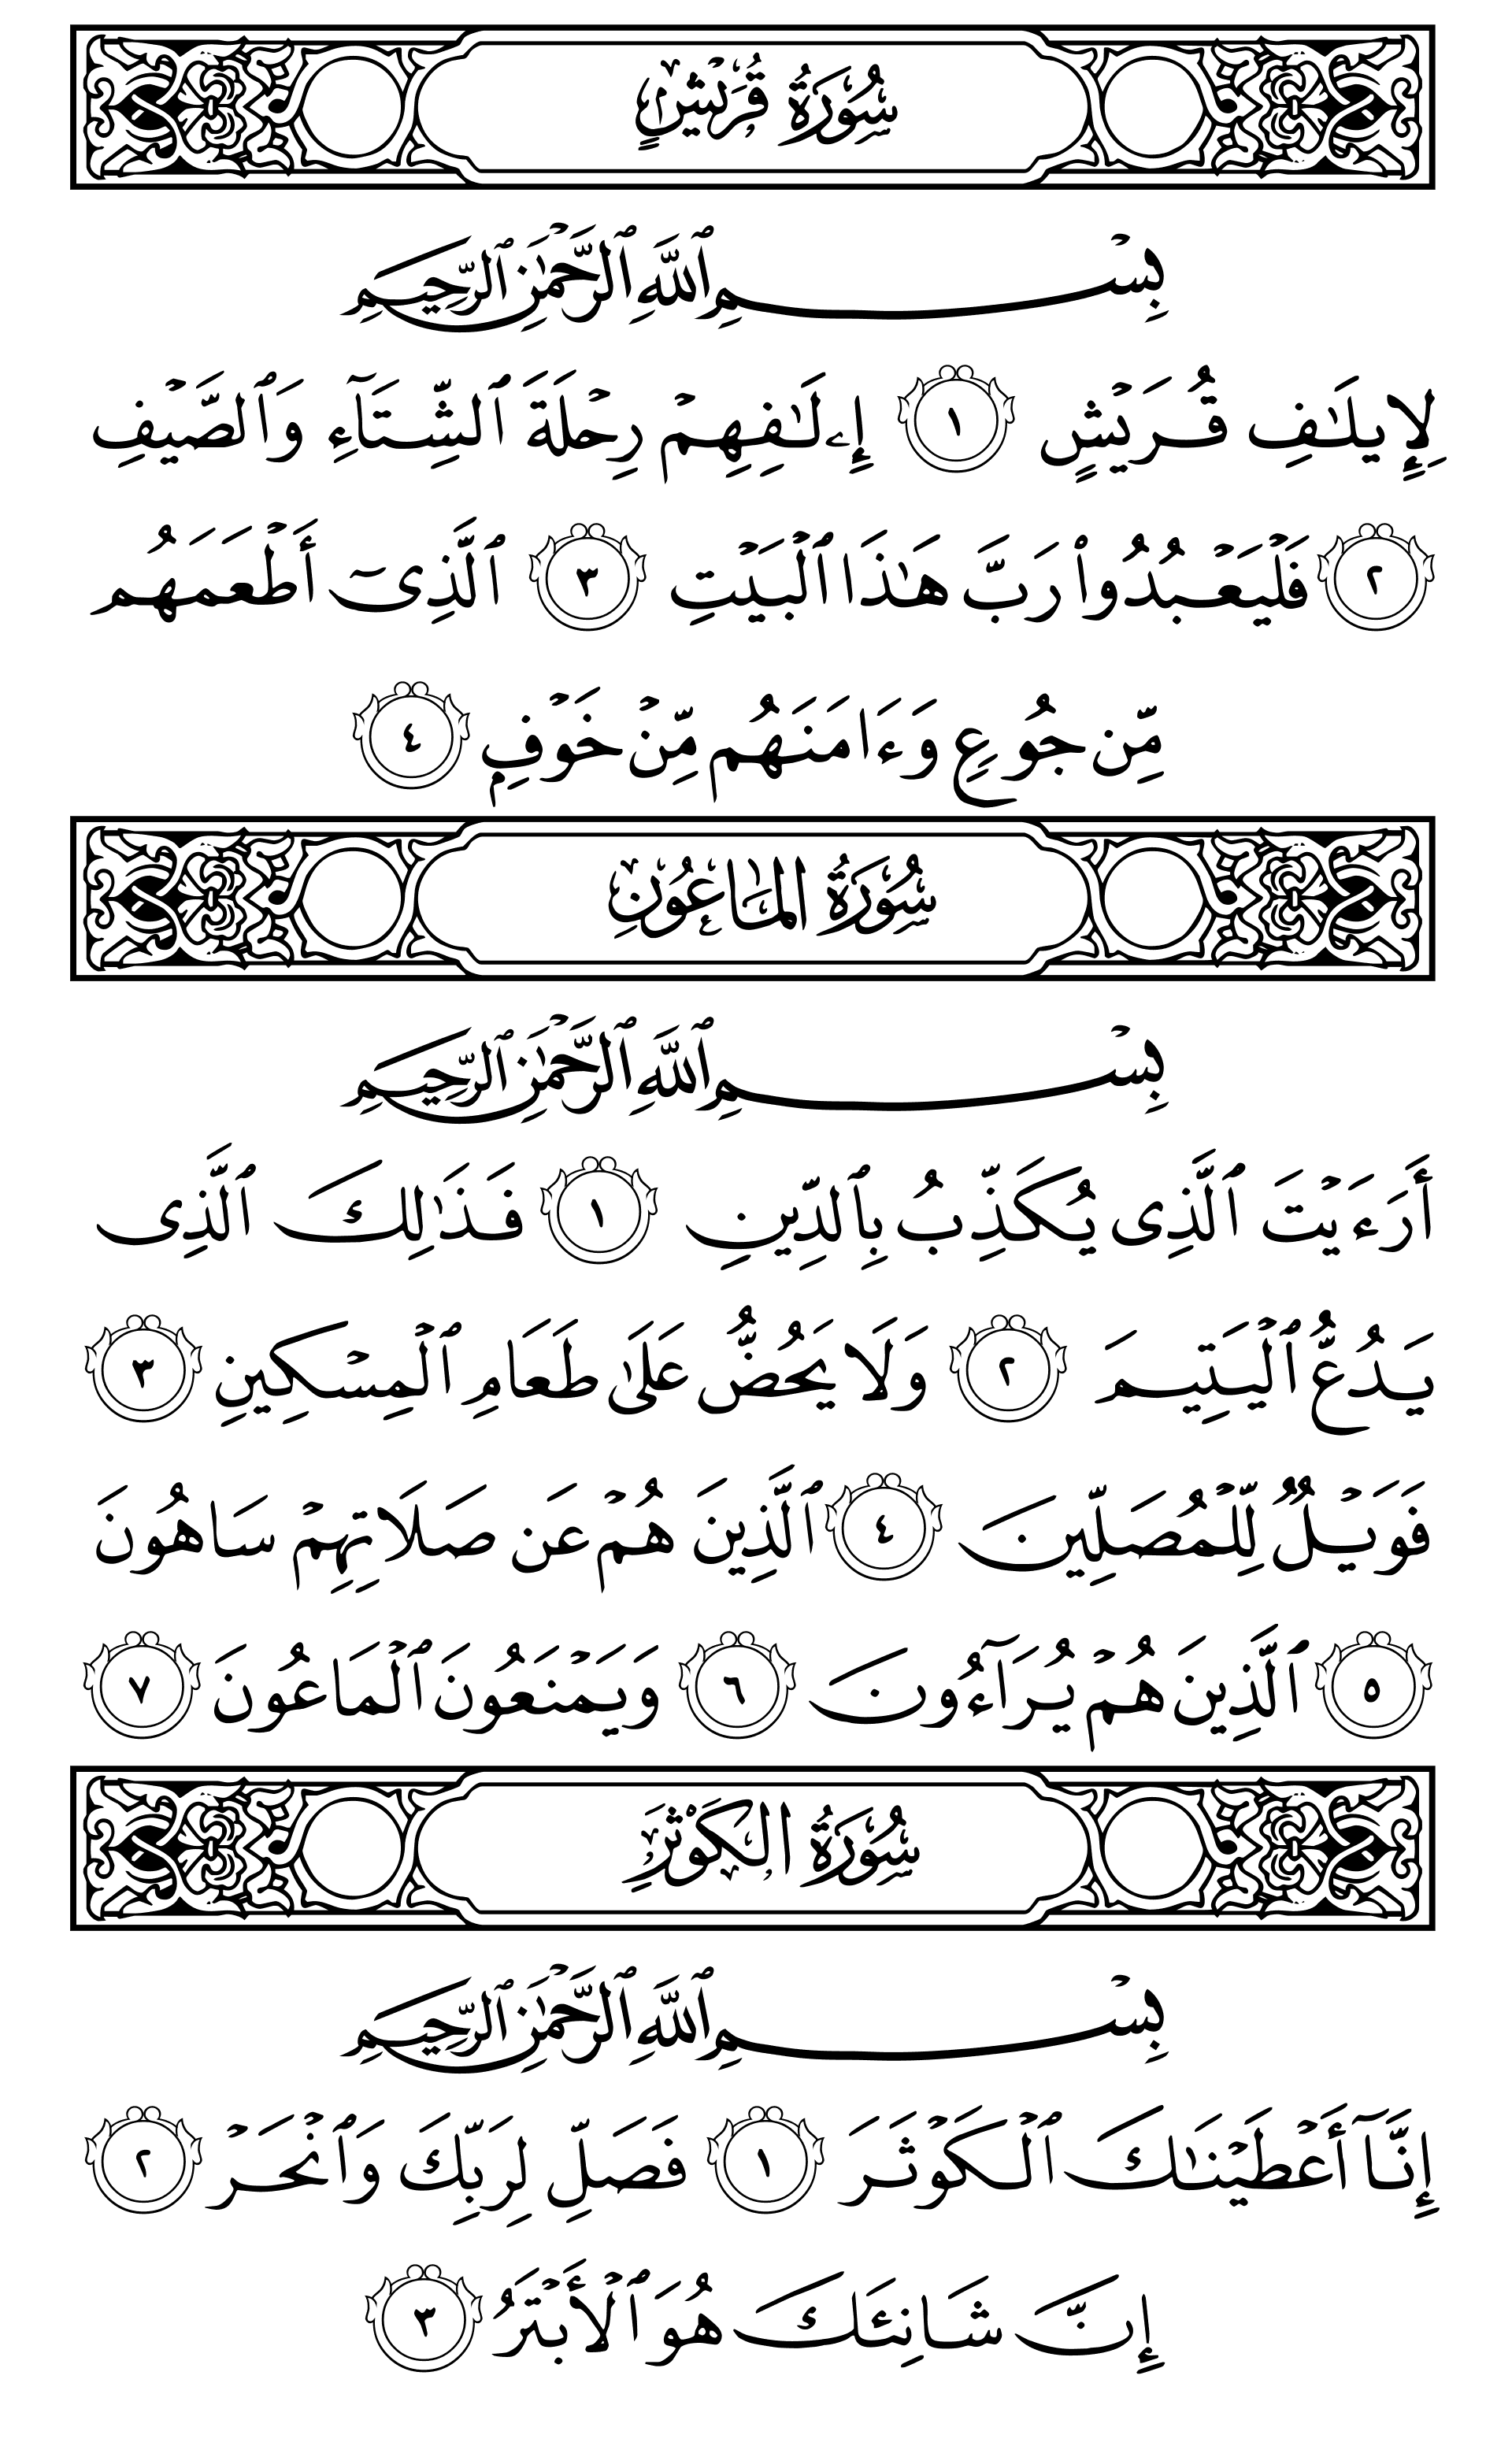 سُورَةُ قُرَيْشٍ
بِسْمِ ٱللَّهِ ٱلرَّحْمَٰنِ ٱلرَّحِيمِ
لِإِيلَٰفِ قُرَيْشٍ ١ إِۦلَٰفِهِمْ رِحْلَةَ ٱلشِّتَآءِ وَٱلصَّيْفِ
٢ فَلْيَعْبُدُوا۟ رَبَّ هَٰذَا ٱلْبَيْتِ ٣ ٱلَّذِىٓ أَطْعَمَهُم
مِّن جُوعٍ وَءَامَنَهُم مِّنْ خَوْفٍۭ ٤
سُورَةُ المَاعُونِ
بِسْمِ ٱللَّهِ ٱلرَّحْمَٰنِ ٱلرَّحِيمِ
أَرَءَيْتَ ٱلَّذِى يُكَذِّبُ بِٱلدِّينِ ١ فَذَٰلِكَ ٱلَّذِى
يَدُعُّ ٱلْيَتِيمَ ٢ وَلَا يَحُضُّ عَلَىٰ طَعَامِ ٱلْمِسْكِينِ ٣
فَوَيْلٌ لِّلْمُصَلِّينَ ٤ ٱلَّذِينَ هُمْ عَن صَلَاتِهِمْ سَاهُونَ
٥ ٱلَّذِينَ هُمْ يُرَآءُونَ ٦ وَيَمْنَعُونَ ٱلْمَاعُونَ ٧
سُورَةُ الكَوْثَرِ
بِسْمِ ٱللَّهِ ٱلرَّحْمَٰنِ ٱلرَّحِيمِ
إِنَّآ أَعْطَيْنَٰكَ ٱلْكَوْثَرَ ١ فَصَلِّ لِرَبِّكَ وَٱنْحَرْ ٢
إِنَّ شَانِئَكَ هُوَ ٱلْأَبْتَرُ ٣